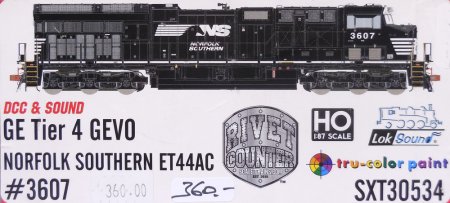 NS
NORFOLK
SOUTHERN
3607
DCC & SOUND
GE Tier 4 GEVO
NORFOLK SOUTHERN ET44AC
#3607
360.00
360.-
RIVET
COUNTER
HO
1:87 SCALE
LokSound
tru-color paint
SXT30534